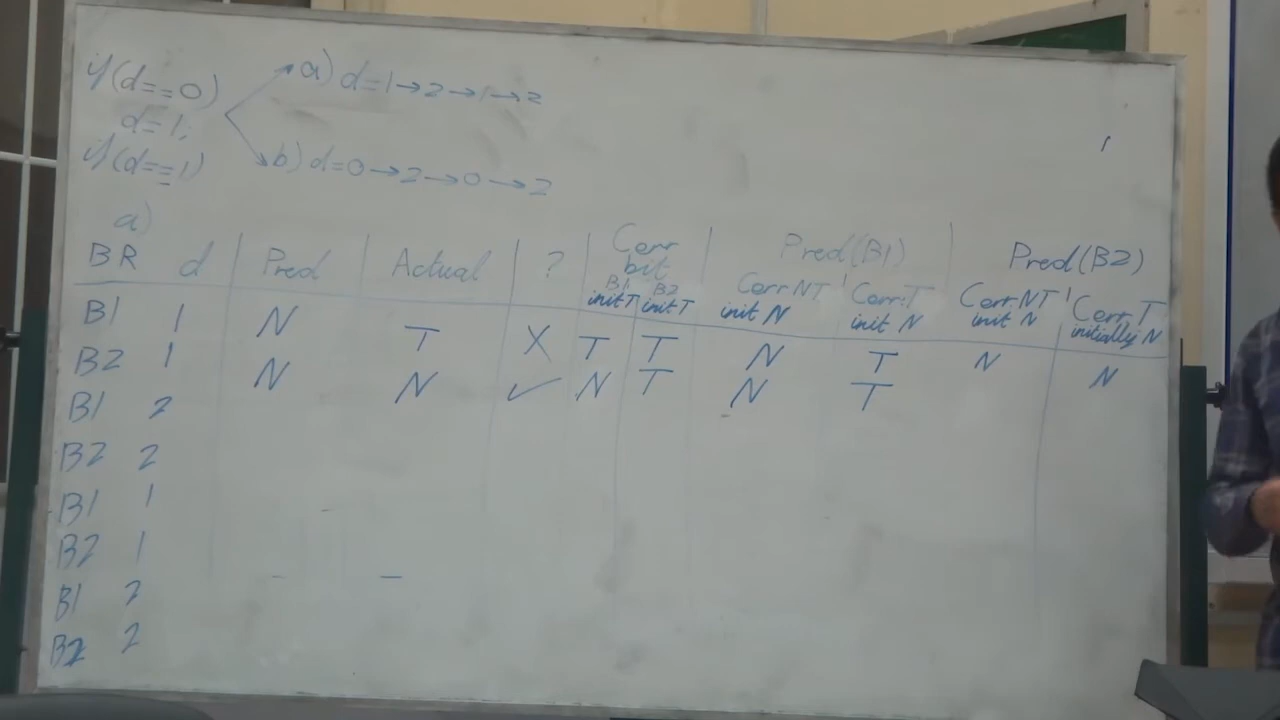 if(d==0)
d=1;
if(d==1)
a) d=1→2→1→2
b) d=0→2→0→2
a)
BR d Pred Actual ? Corr bit Pred(B1) Pred(B2)
B1 init T B2 init T Corr NT init N Corr. T init N Corr NT init N Corr. T initially N
B1 1 N T X T T N T N N
B2 1 N N ✓ N T N T
B1 2
B2 2
B1 1
B2 1
B1 2
B2 2